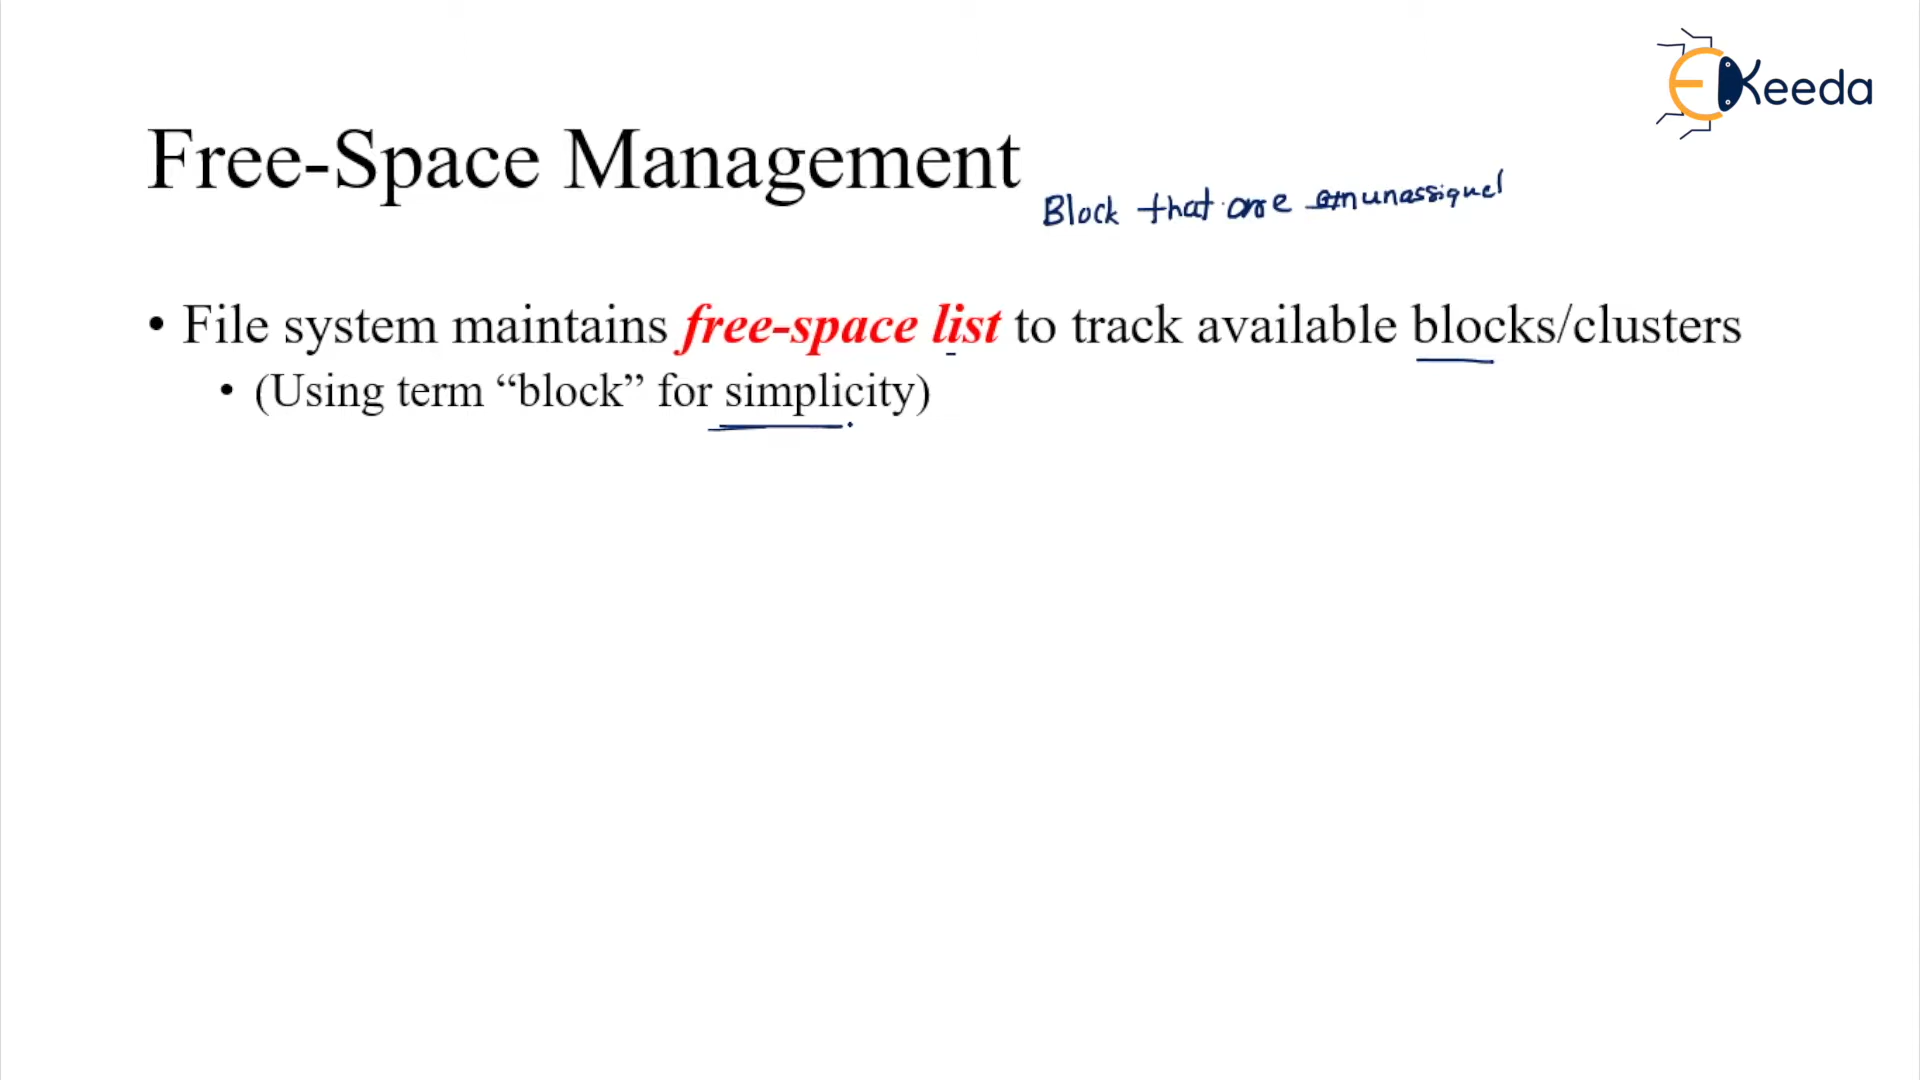 EKeeda
Free-Space Management
Block that are unassigned
• File system maintains free-space list to track available blocks/clusters
• (Using term “block” for simplicity)